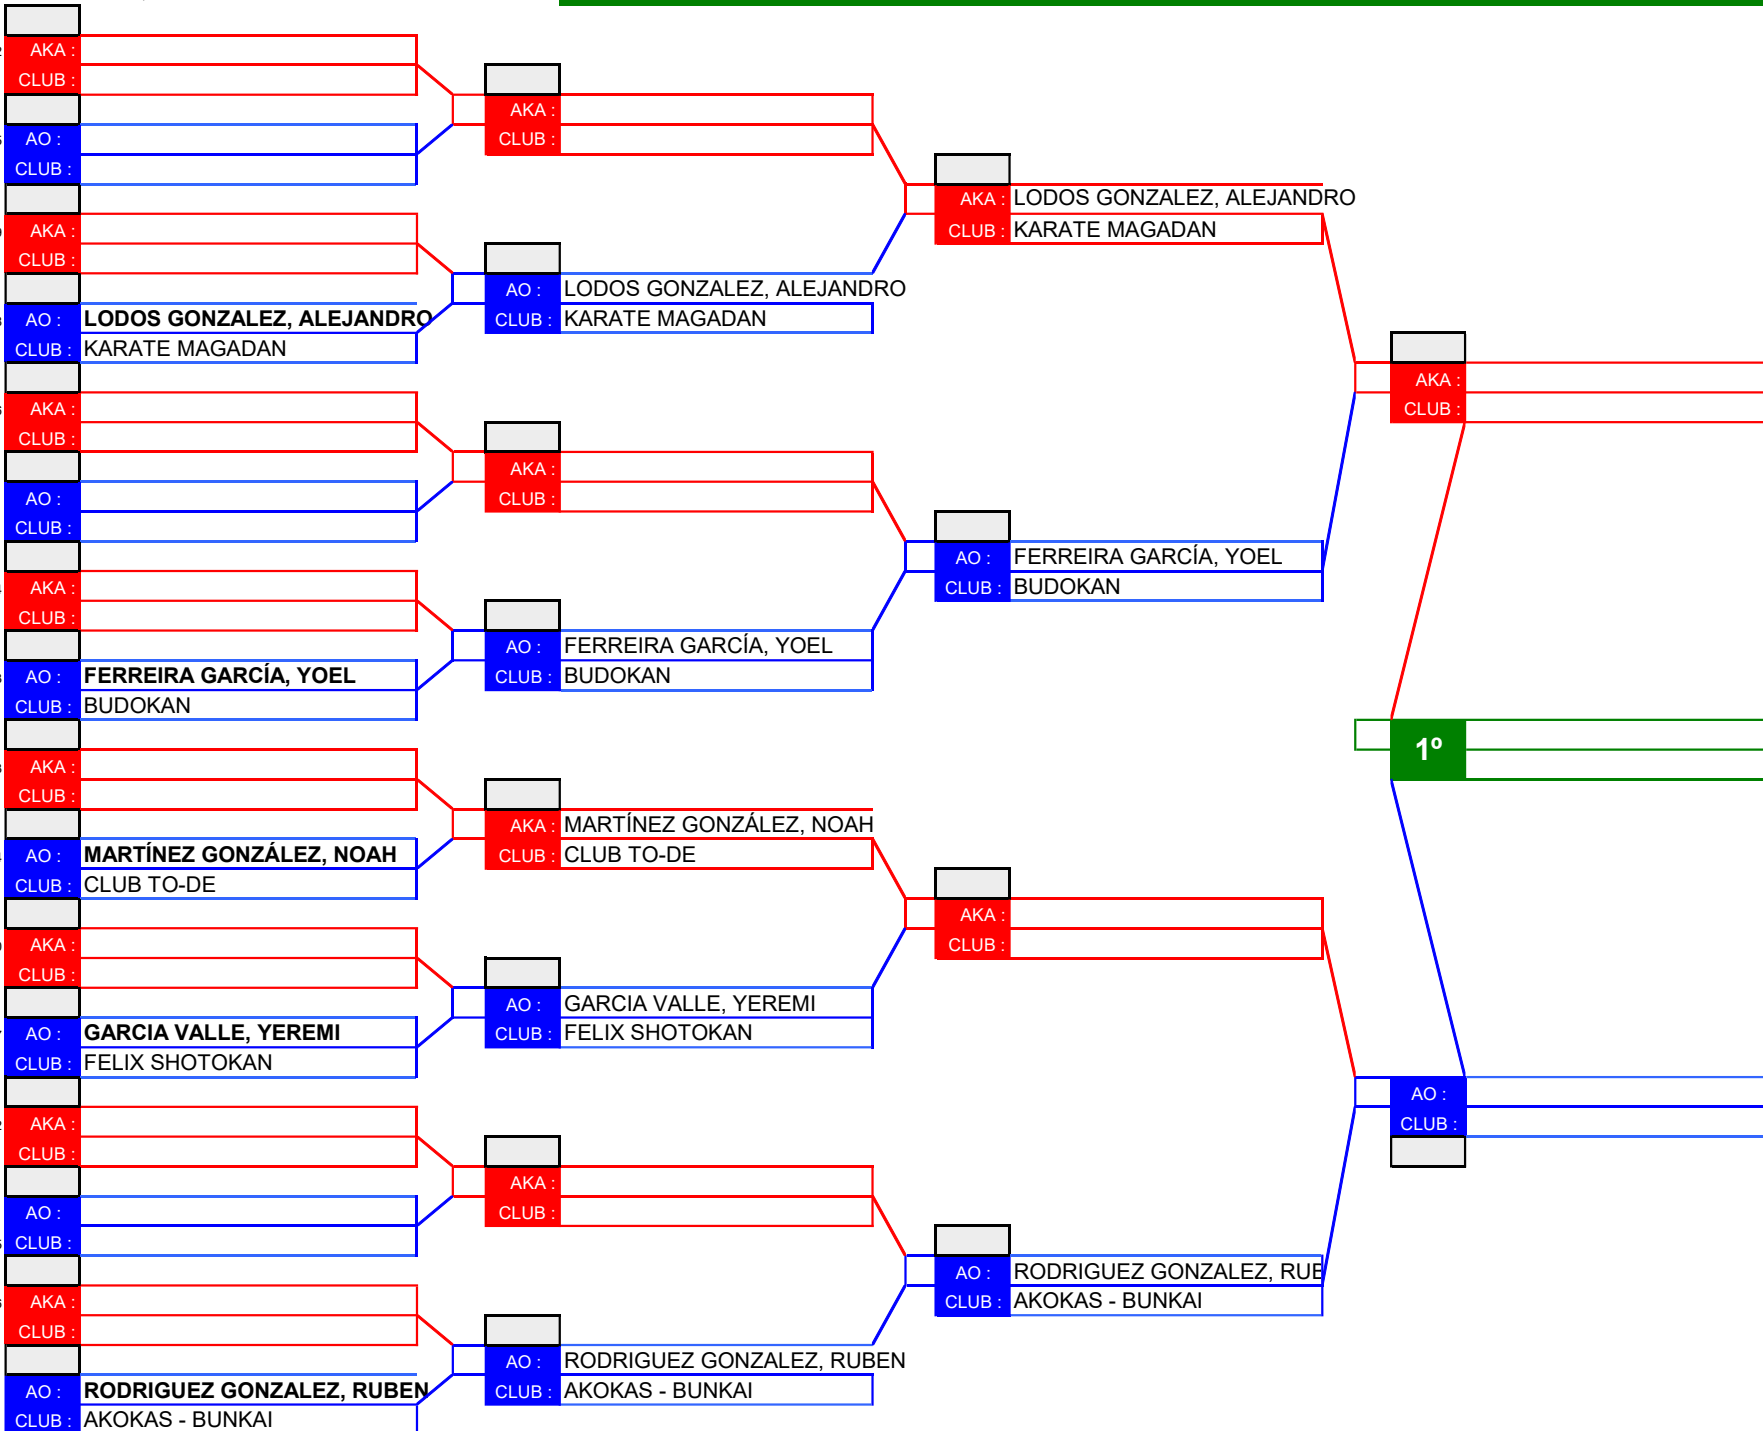 AKA :
CLUB :
AO :
CLUB :
AKA :
CLUB :
AO : LODOS GONZALEZ, ALEJANDRO
CLUB : KARATE MAGADAN
AKA :
CLUB :
AO :
CLUB :
AKA :
CLUB :
AO : FERREIRA GARCÍA, YOEL
CLUB : BUDOKAN
AKA :
CLUB :
AO : MARTÍNEZ GONZÁLEZ, NOAH
CLUB : CLUB TO-DE
AKA :
CLUB :
AO : GARCIA VALLE, YEREMI
CLUB : FELIX SHOTOKAN
AKA :
CLUB :
AO :
CLUB :
AKA :
CLUB :
AO : RODRIGUEZ GONZALEZ, RUBEN
CLUB : AKOKAS - BUNKAI
AKA :
CLUB :
AO : LODOS GONZALEZ, ALEJANDRO
CLUB : KARATE MAGADAN
AKA :
CLUB :
AO : FERREIRA GARCÍA, YOEL
CLUB : BUDOKAN
AKA : MARTÍNEZ GONZÁLEZ, NOAH
CLUB : CLUB TO-DE
AO : GARCIA VALLE, YEREMI
CLUB : FELIX SHOTOKAN
AKA :
CLUB :
AO : RODRIGUEZ GONZALEZ, RUBEN
CLUB : AKOKAS - BUNKAI
AKA : LODOS GONZALEZ, ALEJANDRO
CLUB : KARATE MAGADAN
AO : FERREIRA GARCÍA, YOEL
CLUB : BUDOKAN
AKA :
CLUB :
AO : RODRIGUEZ GONZALEZ, RUB
CLUB : AKOKAS - BUNKAI
AKA :
CLUB :
1º
AO :
CLUB :